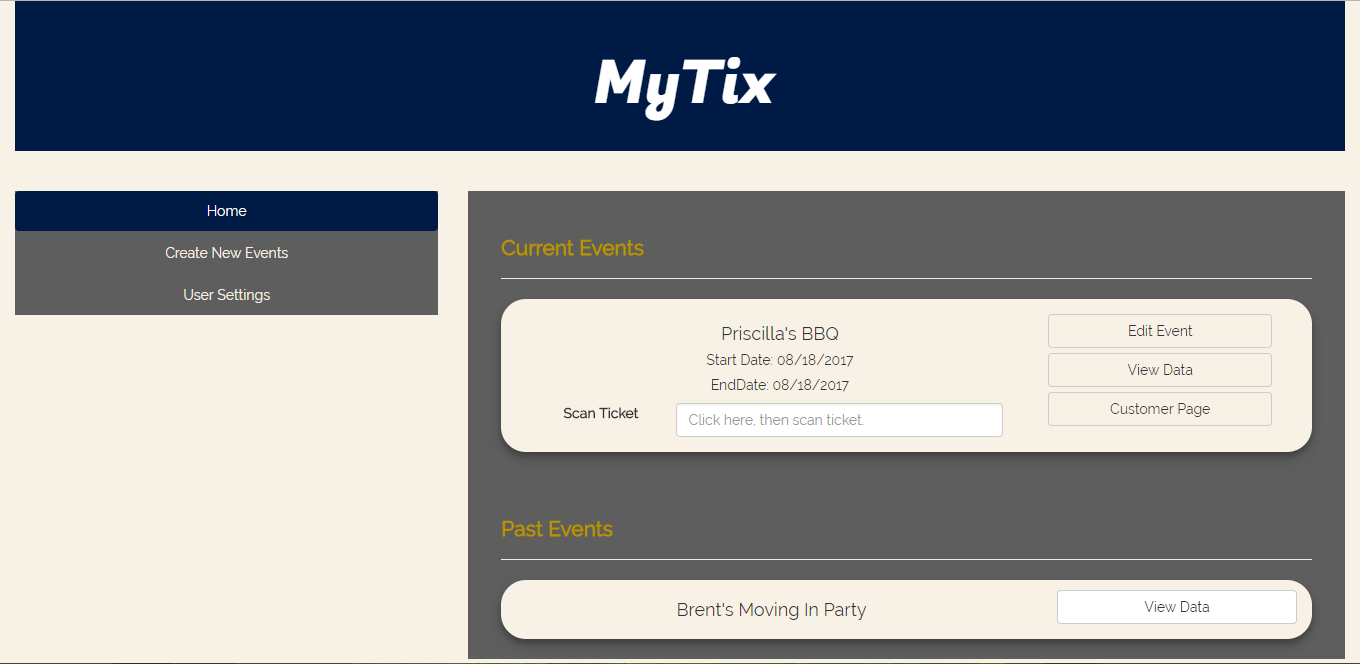 MyTix
Home
Create New Events
User Settings
Current Events
Priscilla's BBQ
Start Date: 08/18/2017
EndDate: 08/18/2017
Scan Ticket
Click here, then scan ticket.
Edit Event
View Data
Customer Page
Past Events
Brent's Moving In Party
View Data